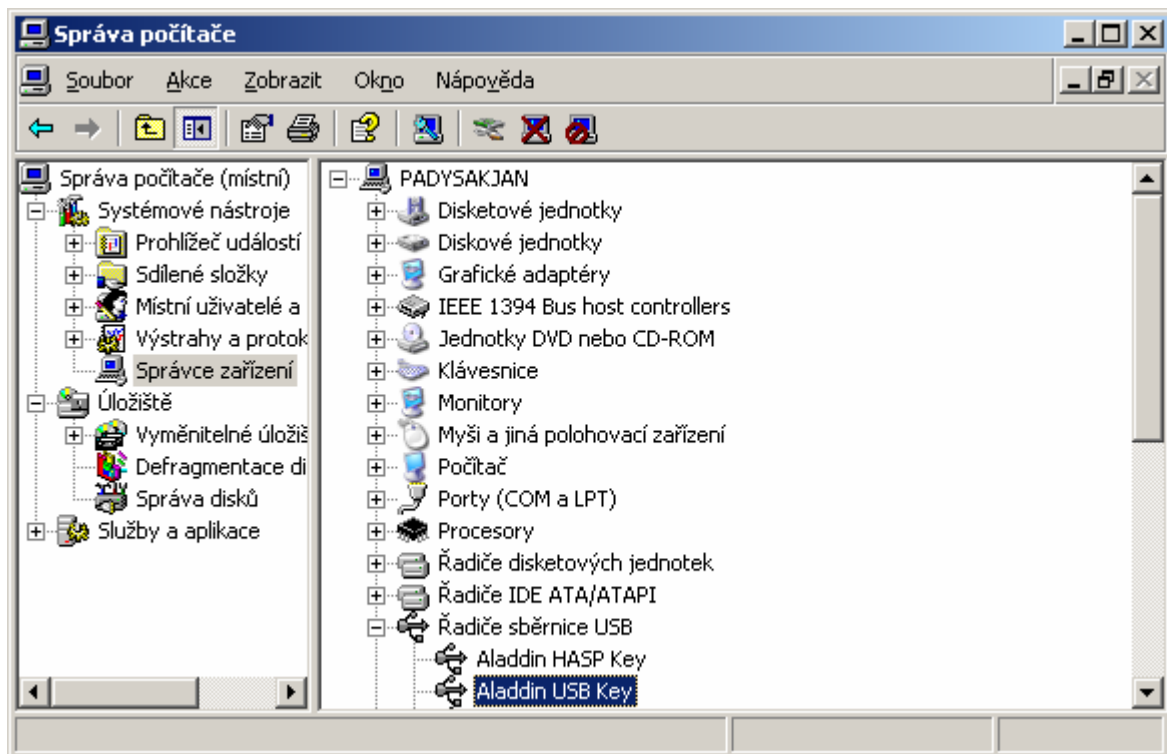 Správa počítače
Soubor Akce Zobrazit Okno Nápověda
Správa počítače (místní)
Systémové nástroje
Prohlížeč událostí
Sdílené složky
Místní uživatelé a
Výstrahy a protok
Správce zařízení
Úložiště
Vyměnitelné úložiš
Defragmentace di
Správa disků
Služby a aplikace
PADYSAKJAN
Disketové jednotky
Diskové jednotky
Grafické adaptéry
IEEE 1394 Bus host controllers
Jednotky DVD nebo CD-ROM
Klávesnice
Monitory
Myši a jiná polohovací zařízení
Počítač
Porty (COM a LPT)
Procesory
Řadiče disketových jednotek
Řadiče IDE ATA/ATAPI
Řadiče sběrnice USB
Aladdin HASP Key
Aladdin USB Key